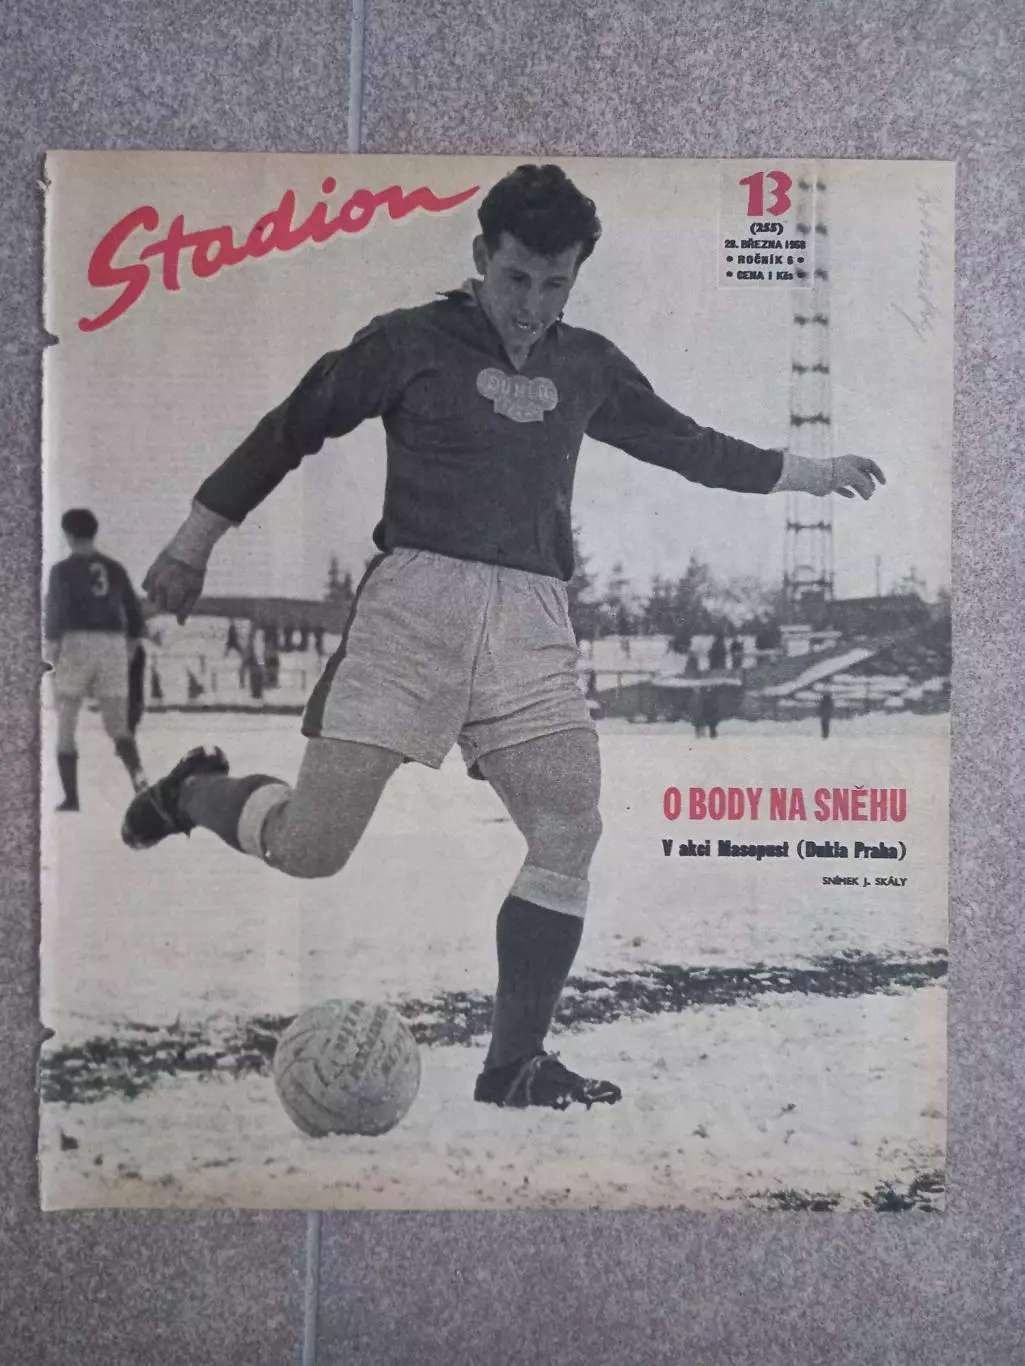 Stadion
13
(255)
28. BŘEZNA 1958
• ROČNÍK 6 •
• CENA 1 Kčs •
DUKLA
3
O BODY NA SNĚHU
V akci Masopust (Dukla Praha)
SNÍMEK J. SKÁLY